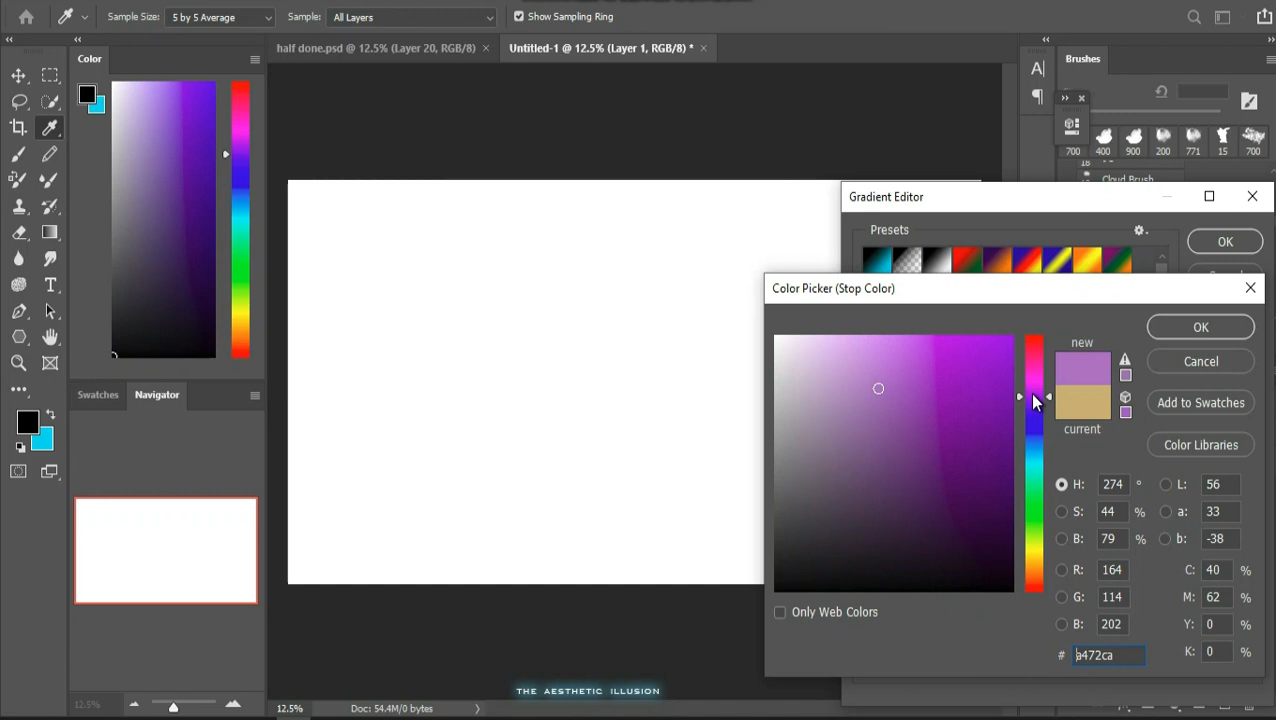 Sample Size: 5 by 5 Average Sample: All Layers Show Sampling Ring
Color
half done.psd @ 12.5% (Layer 20, RGB/8) × Untitled-1 @ 12.5% (Layer 1, RGB/8) * ×
Brushes
700 400 900 200 771 15 700
Cloud Brush
Gradient Editor
Presets
OK
Color Picker (Stop Color)
new
OK
current
Cancel
Add to Swatches
Color Libraries
H: 274 °
S: 44 %
B: 79 %
R: 164
G: 114
B: 202
# a472ca
L: 56
a: 33
b: -38
C: 40 %
M: 62 %
Y: 0 %
K: 0 %
Only Web Colors
Swatches Navigator
THE AESTHETIC ILLUSION
12.5%
12.5% Doc: 54.4M/0 bytes